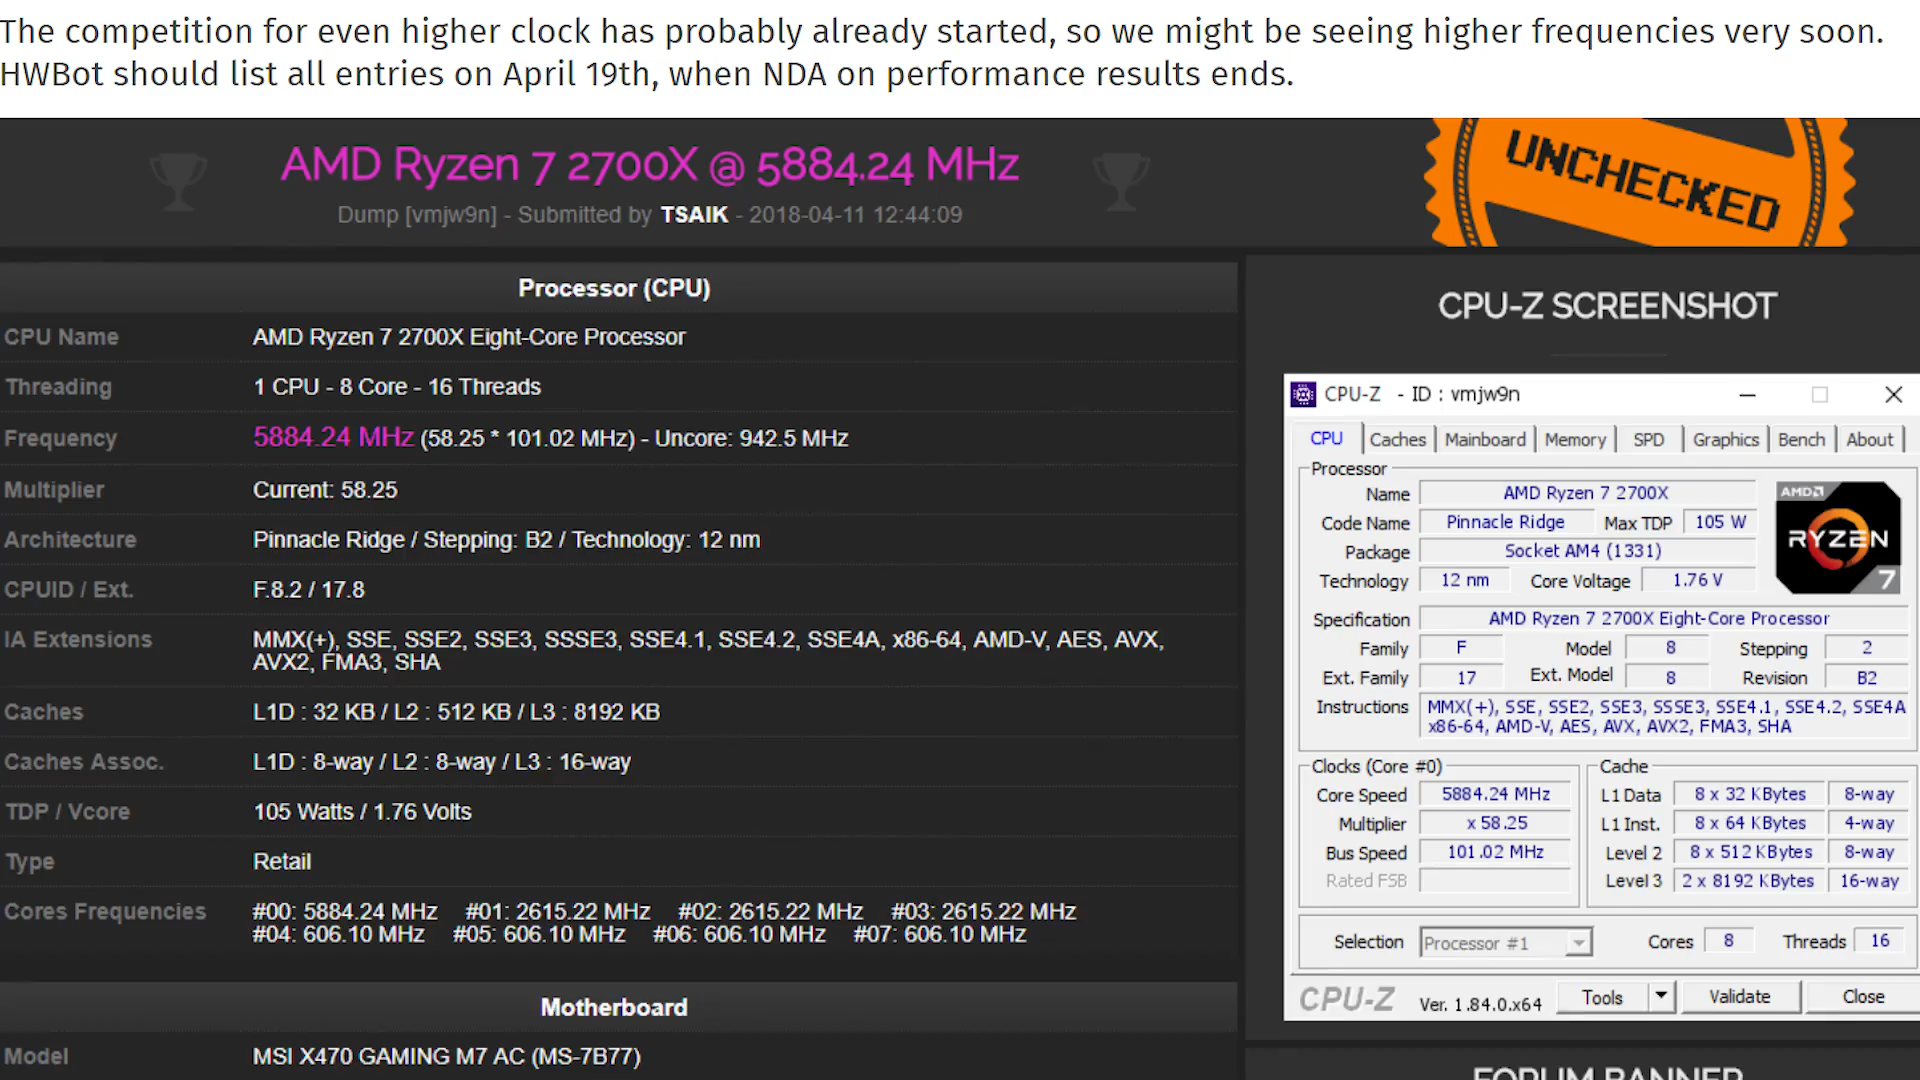 The competition for even higher clock has probably already started, so we might be seeing higher frequencies very soon.
HWBot should list all entries on April 19th, when NDA on performance results ends.
AMD Ryzen 7 2700X @ 5884.24 MHz
Dump [vmjw9n] - Submitted by TSAIK - 2018-04-11 12:44:09
UNCHECKED
Processor (CPU)
CPU Name AMD Ryzen 7 2700X Eight-Core Processor
Threading 1 CPU - 8 Core - 16 Threads
Frequency 5884.24 MHz (58.25 * 101.02 MHz) - Uncore: 942.5 MHz
Multiplier Current: 58.25
Architecture Pinnacle Ridge / Stepping: B2 / Technology: 12 nm
CPUID / Ext. F.8.2 / 17.8
IA Extensions MMX(+), SSE, SSE2, SSE3, SSSE3, SSE4.1, SSE4.2, SSE4A, x86-64, AMD-V, AES, AVX,
AVX2, FMA3, SHA
Caches L1D : 32 KB / L2 : 512 KB / L3 : 8192 KB
Caches Assoc. L1D : 8-way / L2 : 8-way / L3 : 16-way
TDP / Vcore 105 Watts / 1.76 Volts
Type Retail
Cores Frequencies #00: 5884.24 MHz #01: 2615.22 MHz #02: 2615.22 MHz #03: 2615.22 MHz
#04: 606.10 MHz #05: 606.10 MHz #06: 606.10 MHz #07: 606.10 MHz
Motherboard
Model MSI X470 GAMING M7 AC (MS-7B77)
CPU-Z SCREENSHOT
CPU-Z - ID : vmjw9n
CPU Caches Mainboard Memory SPD Graphics Bench About
Processor
Name AMD Ryzen 7 2700X
Code Name Pinnacle Ridge Max TDP 105 W
Package Socket AM4 (1331)
Technology 12 nm Core Voltage 1.76 V
AMD
RYZEN
7
Specification AMD Ryzen 7 2700X Eight-Core Processor
Family F Model 8 Stepping 2
Ext. Family 17 Ext. Model 8 Revision B2
Instructions MMX(+), SSE, SSE2, SSE3, SSSE3, SSE4.1, SSE4.2, SSE4A
x86-64, AMD-V, AES, AVX, AVX2, FMA3, SHA
Clocks (Core #0)
Core Speed 5884.24 MHz
Multiplier x 58.25
Bus Speed 101.02 MHz
Rated FSB
Cache
L1 Data 8 x 32 KBytes 8-way
L1 Inst. 8 x 64 KBytes 4-way
Level 2 8 x 512 KBytes 8-way
Level 3 2 x 8192 KBytes 16-way
Selection Processor #1 Cores 8 Threads 16
CPU-Z Ver. 1.84.0.x64 Tools Validate Close
FORUM BANNER